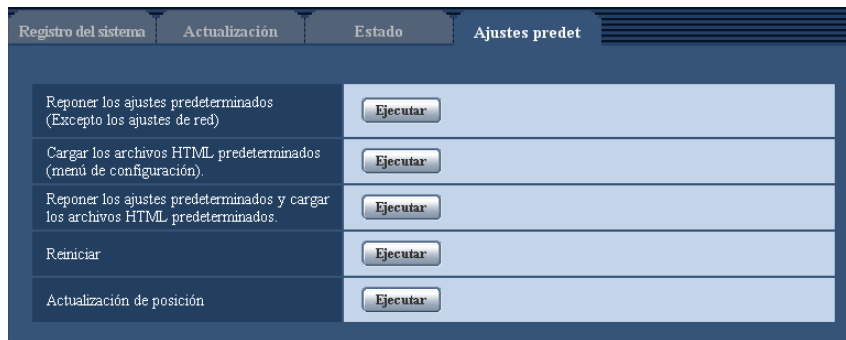 Registro del sistema Actualización Estado Ajustes predet
Reponer los ajustes predeterminados
(Excepto los ajustes de red)
Ejecutar
Cargar los archivos HTML predeterminados
(menú de configuración).
Ejecutar
Reponer los ajustes predeterminados y cargar
los archivos HTML predeterminados.
Ejecutar
Reiniciar
Ejecutar
Actualización de posición
Ejecutar